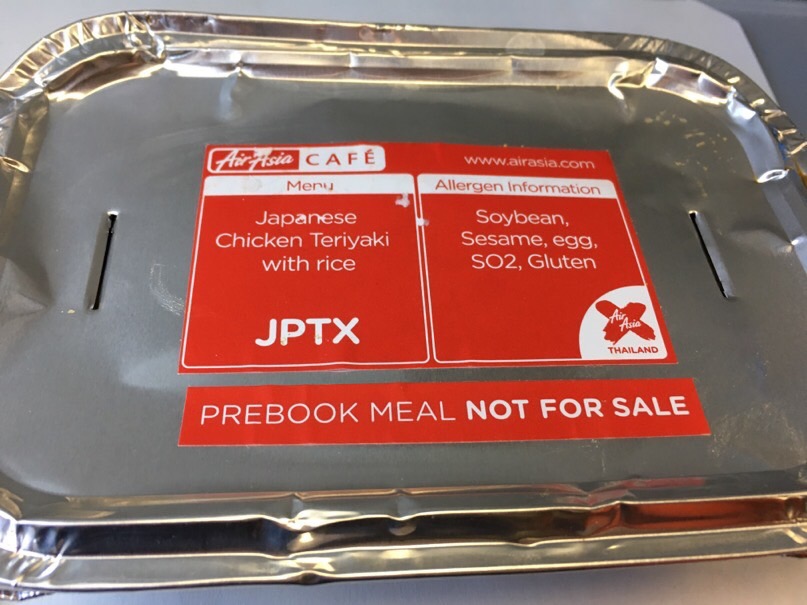 AirAsia CAFÉ
www.airasia.com
Menu
Japanese
Chicken Teriyaki
with rice
JPTX
Allergen Information
Soybean,
Sesame, egg,
SO2, Gluten
Air
Asia
THAILAND
PREBOOK MEAL NOT FOR SALE